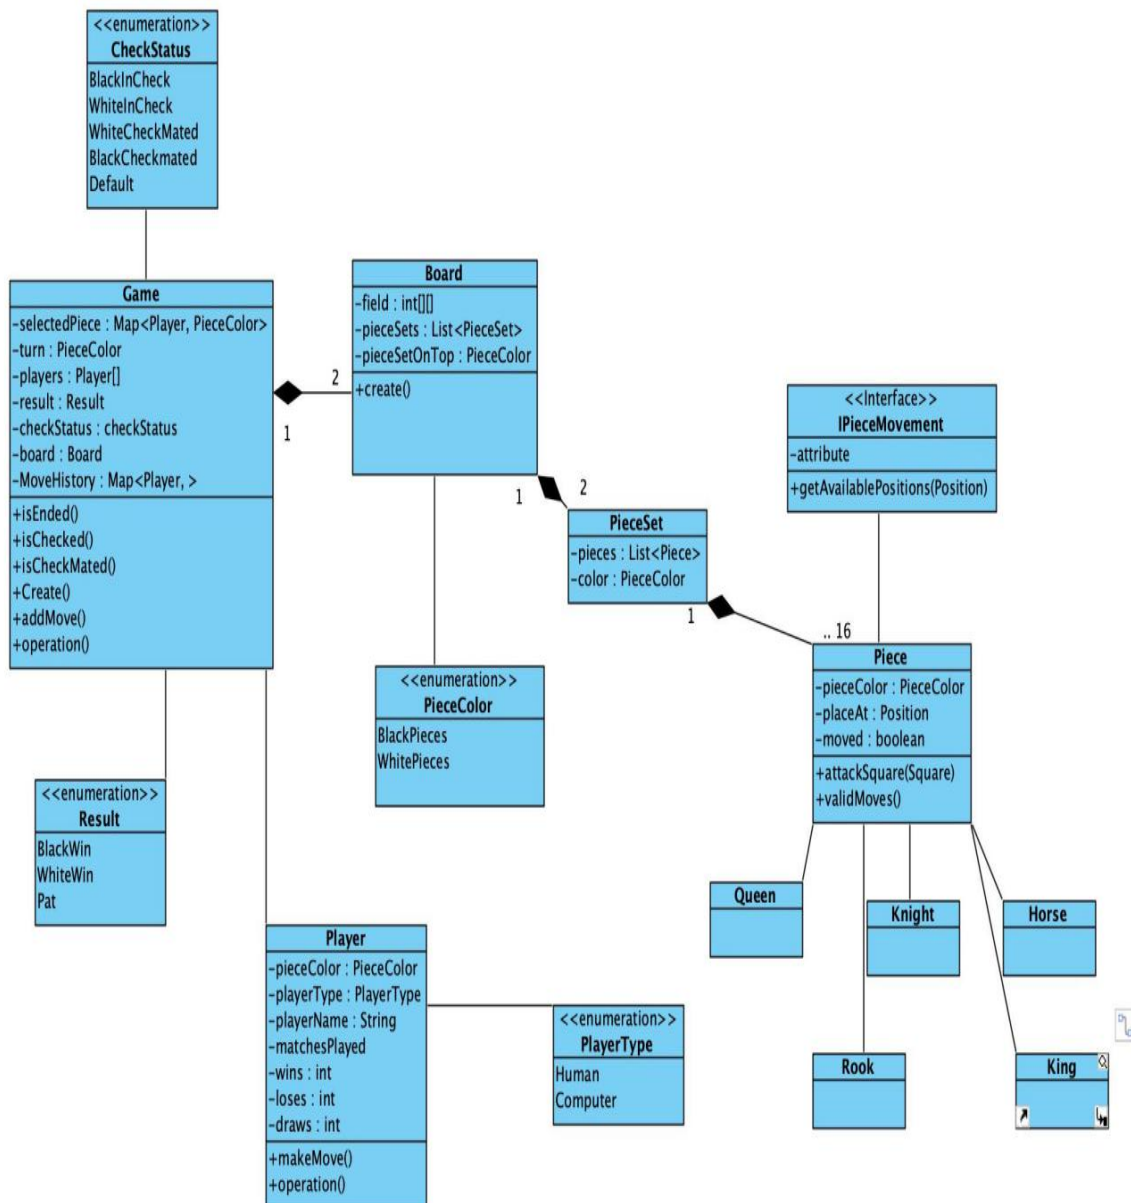 <<enumeration>>
CheckStatus
BlackInCheck
WhiteInCheck
WhiteCheckMated
BlackCheckmated
Default
Game
-selectedPiece : Map<Player, PieceColor>
-turn : PieceColor
-players : Player[]
-result : Result
-checkStatus : checkStatus
-board : Board
-MoveHistory : Map<Player, >
+isEnded()
+isChecked()
+isCheckMated()
+Create()
+addMove()
+operation()
1
2
Board
-field : int[][]
-pieceSets : List<PieceSet>
-pieceSetOnTop : PieceColor
+create()
1
2
PieceSet
-pieces : List<Piece>
-color : PieceColor
1
.. 16
<<Interface>>
IPieceMovement
-attribute
+getAvailablePositions(Position)
Piece
-pieceColor : PieceColor
-placeAt : Position
-moved : boolean
+attackSquare(Square)
+validMoves()
<<enumeration>>
PieceColor
BlackPieces
WhitePieces
<<enumeration>>
Result
BlackWin
WhiteWin
Pat
Player
-pieceColor : PieceColor
-playerType : PlayerType
-playerName : String
-matchesPlayed
-wins : int
-loses : int
-draws : int
+makeMove()
+operation()
<<enumeration>>
PlayerType
Human
Computer
Queen
Knight
Horse
Rook
King